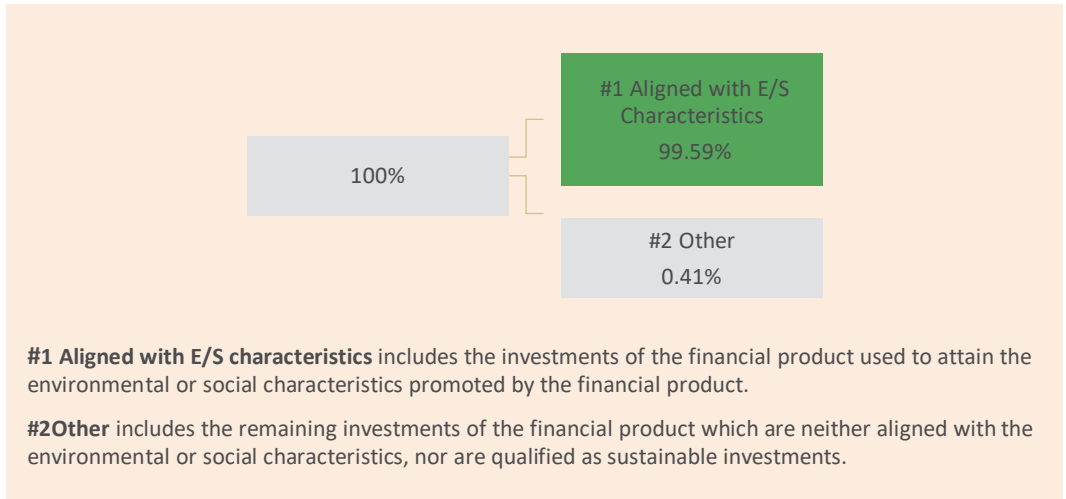 #1 Aligned with E/S
Characteristics
99.59%
100%
#2 Other
0.41%
#1 Aligned with E/S characteristics includes the investments of the financial product used to attain the
environmental or social characteristics promoted by the financial product.
#2Other includes the remaining investments of the financial product which are neither aligned with the
environmental or social characteristics, nor are qualified as sustainable investments.